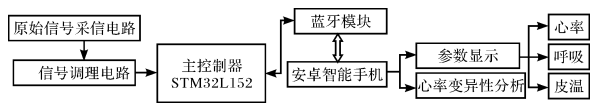 原始信号采信电路
信号调理电路
主控制器
STM32L152
蓝牙模块
安卓智能手机
参数显示
心率变异性分析
心率
呼吸
皮温